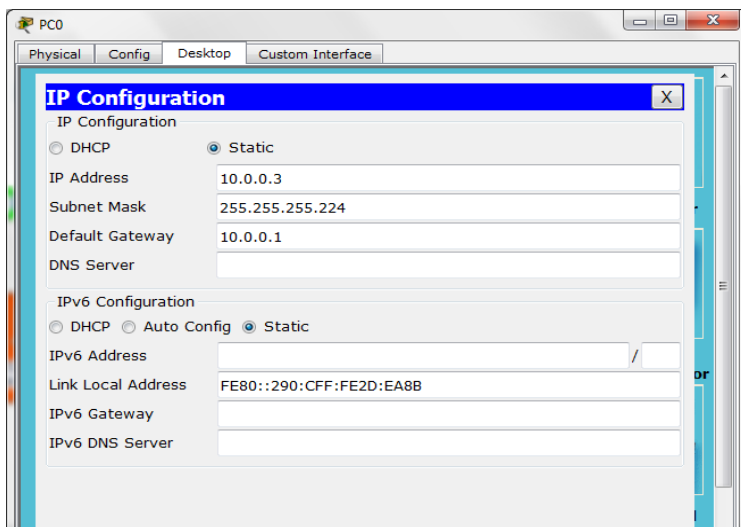 PC0
Physical Config Desktop Custom Interface
IP Configuration X
IP Configuration
DHCP Static
IP Address 10.0.0.3
Subnet Mask 255.255.255.224
Default Gateway 10.0.0.1
DNS Server
IPv6 Configuration
DHCP Auto Config Static
IPv6 Address /
Link Local Address FE80::290:CFF:FE2D:EA8B
IPv6 Gateway
IPv6 DNS Server